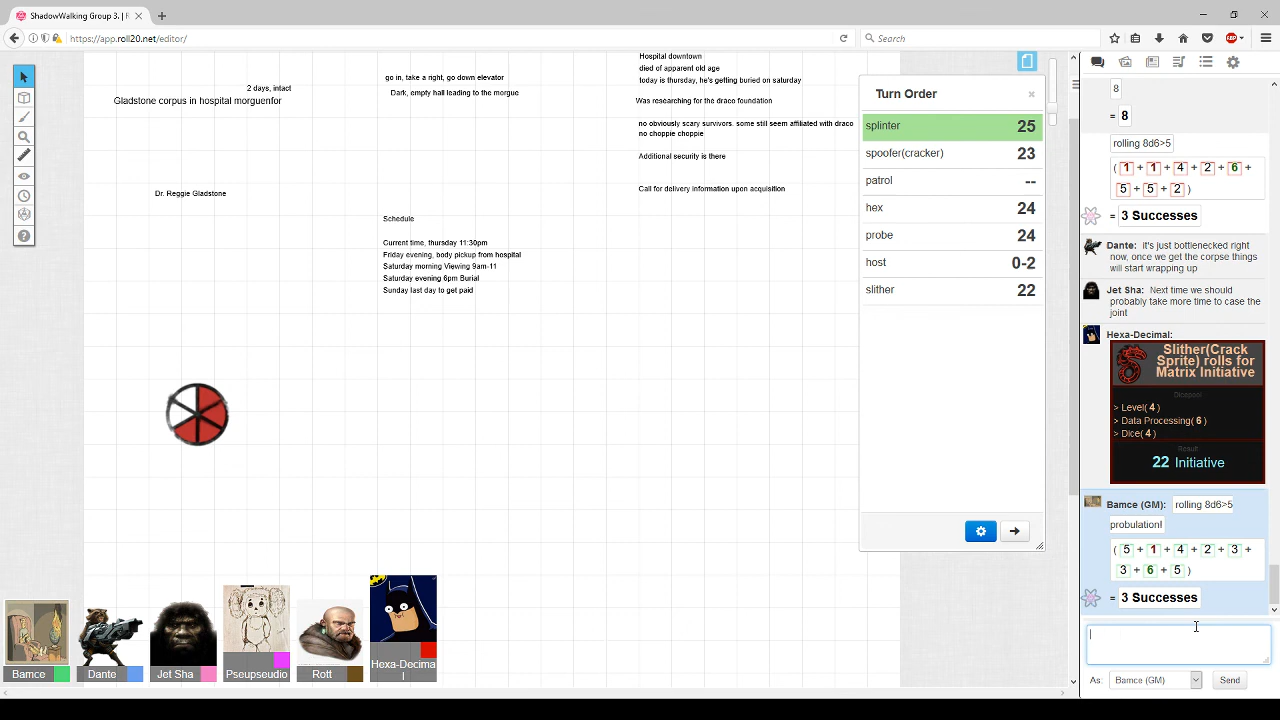 ShadowWalking Group 3. | R
https://app.roll20.net/editor/
Search
2 days, intact
Gladstone corpus in hospital morguenfor
Dr. Reggie Gladstone
go in, take a right, go down elevator
Dark, empty hall leading to the morgue
Schedule
Current time, thursday 11:30pm
Friday evening, body pickup from hospital
Saturday morning Viewing 9am-11
Saturday evening 6pm Burial
Sunday last day to get paid
Hospital downtown
died of apparent old age
today is thursday, he's getting buried on saturday
Was researching for the draco foundation
no obviously scary survivors. some still seem affiliated with draco
no choppie choppie
Additional security is there
Call for delivery information upon acquisition
Turn Order
splinter 25
spoofer(cracker) 23
patrol --
hex 24
probe 24
host 0-2
slither 22
8
= 8
rolling 8d6>5
( 1 + 1 + 4 + 2 + 6 +
5 + 5 + 2 )
= 3 Successes
Dante: it's just bottlenecked right
now, once we get the corpse things
will start wrapping up
Jet Sha: Next time we should
probably take more time to case the
joint
Hexa-Decimal:
Slither(Crack
Sprite) rolls for
Matrix Initiative
Dicepool
> Level( 4 )
> Data Processing( 6 )
> Dice( 4 )
Result
22 Initiative
Bamce (GM): rolling 8d6>5
probulation!
( 5 + 1 + 4 + 2 + 3 +
3 + 6 + 5 )
= 3 Successes
As: Bamce (GM) Send
Bamce
Dante
Jet Sha
Pseupseudio
Rott
Hexa-Decima
l